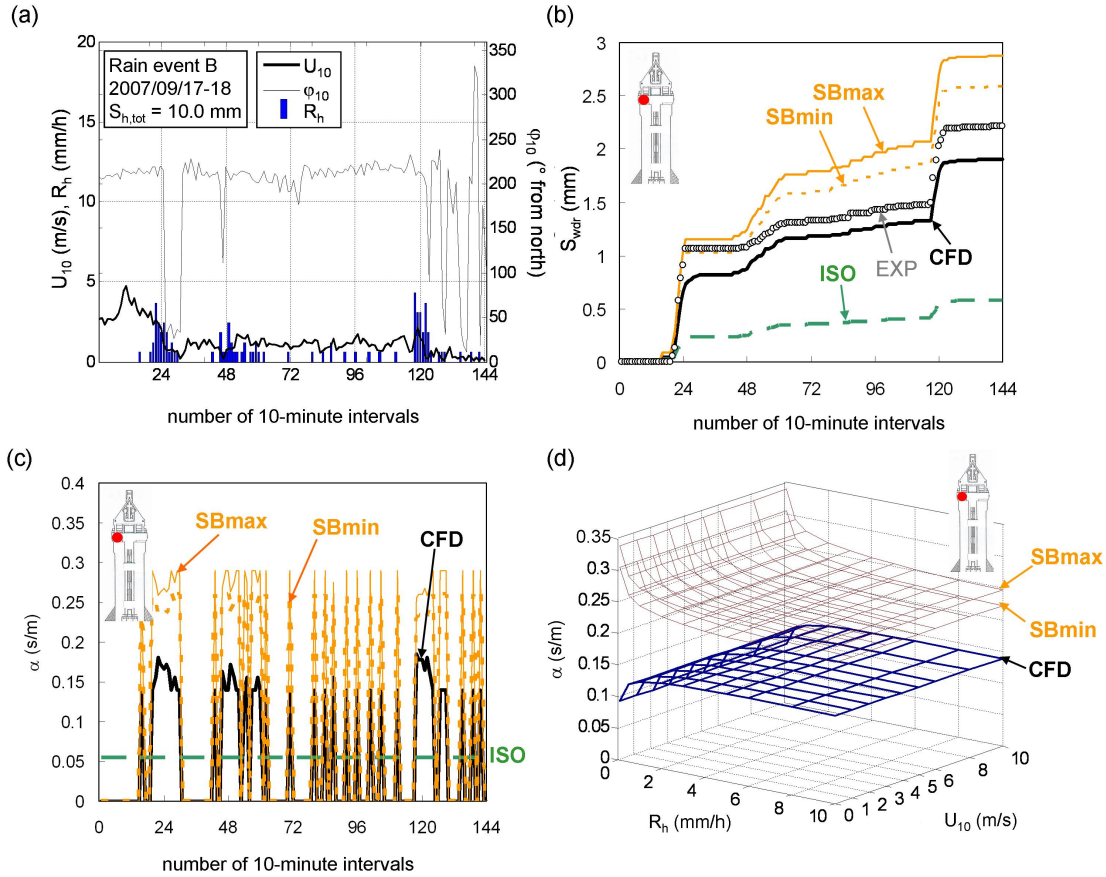 (a)
20
15
10
5
0
U10 (m/s), Rh (mm/h)
Rain event B
2007/09/17-18
Sh,tot = 10.0 mm
U10
φ10
Rh
350
300
250
200
150
100
50
0
φ10 (° from north)
24 48 72 96 120 144
number of 10-minute intervals
(b)
3
2.5
2
1.5
1
0.5
0
Swdr (mm)
SBmax
SBmin
EXP
CFD
ISO
0 24 48 72 96 120 144
number of 10-minute intervals
(c)
0.4
0.35
0.3
0.25
0.2
0.15
0.1
0.05
0
α (s/m)
SBmax
SBmin
CFD
ISO
0 24 48 72 96 120 144
number of 10-minute intervals
(d)
0.35
0.3
0.25
0.2
0.15
0.1
0.05
0
α (s/m)
SBmax
SBmin
CFD
0 2 4 6 8 10
Rh (mm/h)
0 1 2 3 4 5 6 8 10
U10 (m/s)